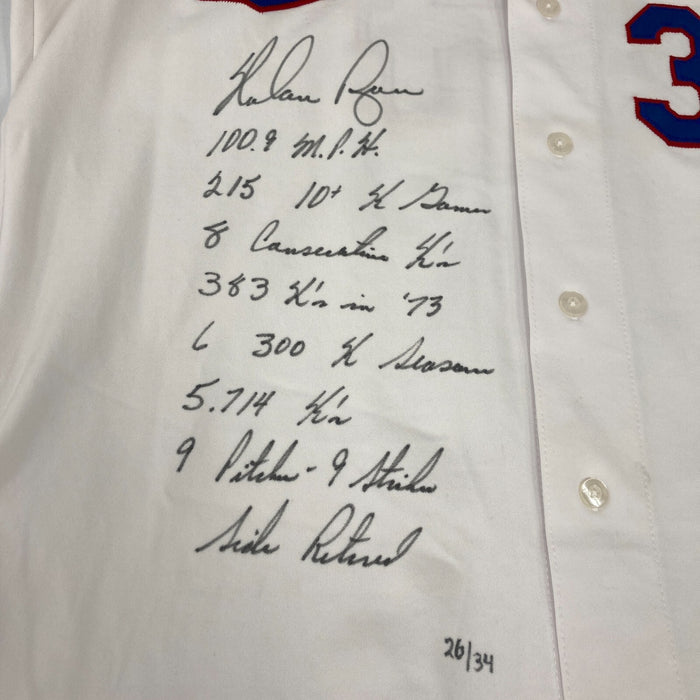 Nolan Ryan
3
100.9 M.P.H.
215 10+ K Games
8 Consecutive K's
383 K's in '73
6 300 K Seasons
5.714 K's
9 Pitches - 9 Strikes
Side Retired
26/34